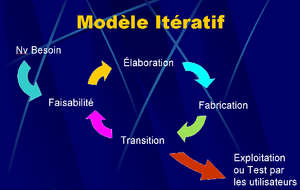 Modèle Itératif
Nv Besoin
Élaboration
Faisabilité
Fabrication
Transition
Exploitation
ou Test par
les utilisateurs